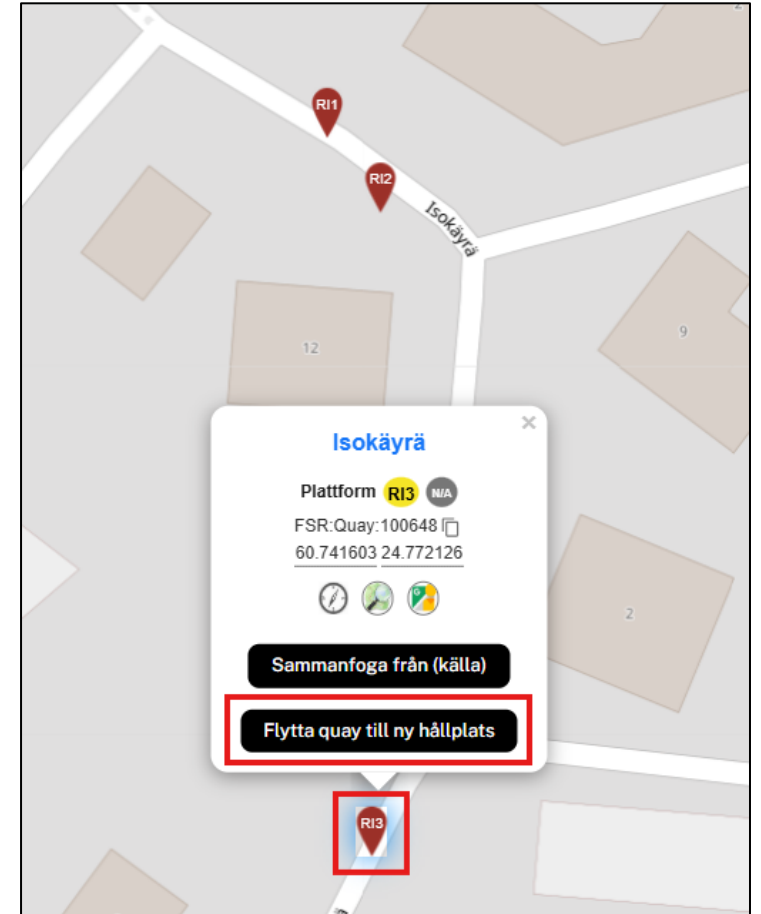 2
RI1
RI2
Isokäyrä
12
9
Isokäyrä
×
Plattform RI3 N/A
FSR:Quay:100648
60.741603 24.772126
G
2
Sammanfoga från (källa)
Flytta quay till ny hållplats
RI3